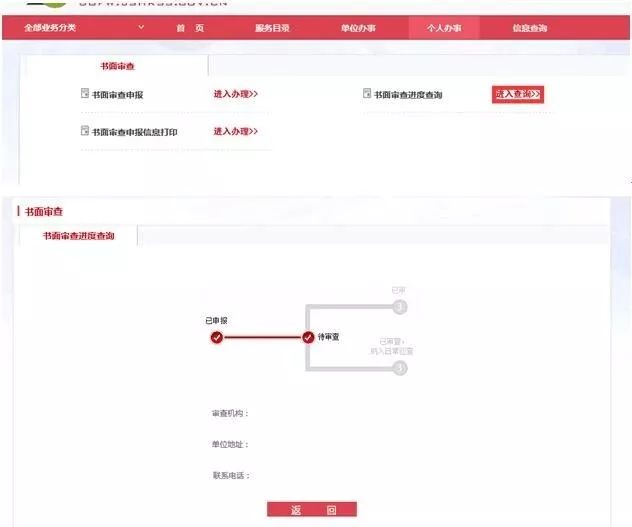 全部业务分类 首 页 服务目录 单位办事 个人办事 信息查询
书面审查
书面审查申报 进入办理>> 书面审查进度查询 进入查询>>
书面审查申报信息打印 进入办理>>
书面审查
书面审查进度查询
已审
3
已申报
待审查
已审查，
纳入日常巡查
3
审查机构：
单位地址：
联系电话：
返 回